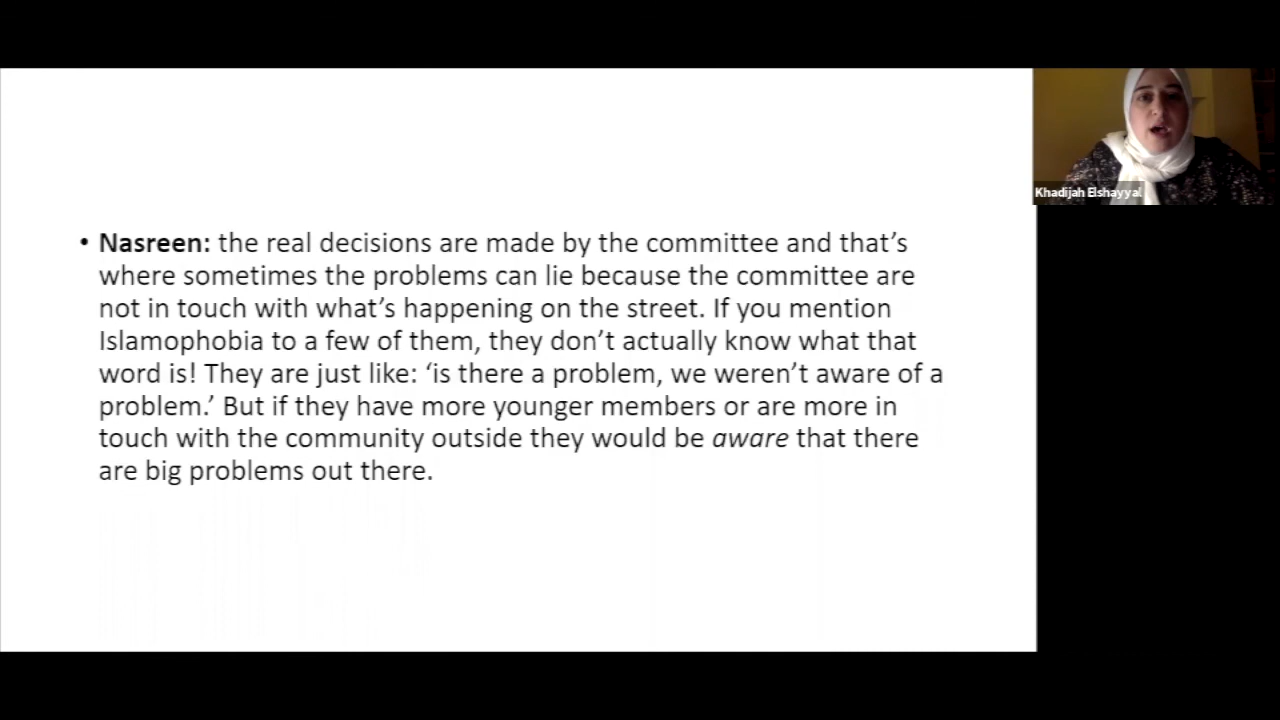 • Nasreen: the real decisions are made by the committee and that’s
where sometimes the problems can lie because the committee are
not in touch with what’s happening on the street. If you mention
Islamophobia to a few of them, they don’t actually know what that
word is! They are just like: ‘is there a problem, we weren’t aware of a
problem.’ But if they have more younger members or are more in
touch with the community outside they would be aware that there
are big problems out there.
Khadijah Elshayyal